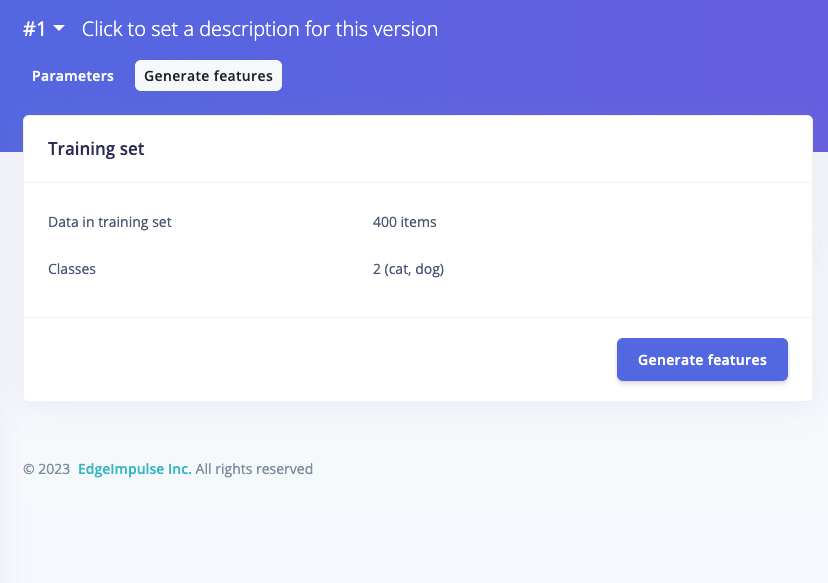 #1 Click to set a description for this version
Parameters Generate features
Training set
Data in training set 400 items
Classes 2 (cat, dog)
Generate features
© 2023 EdgeImpulse Inc. All rights reserved